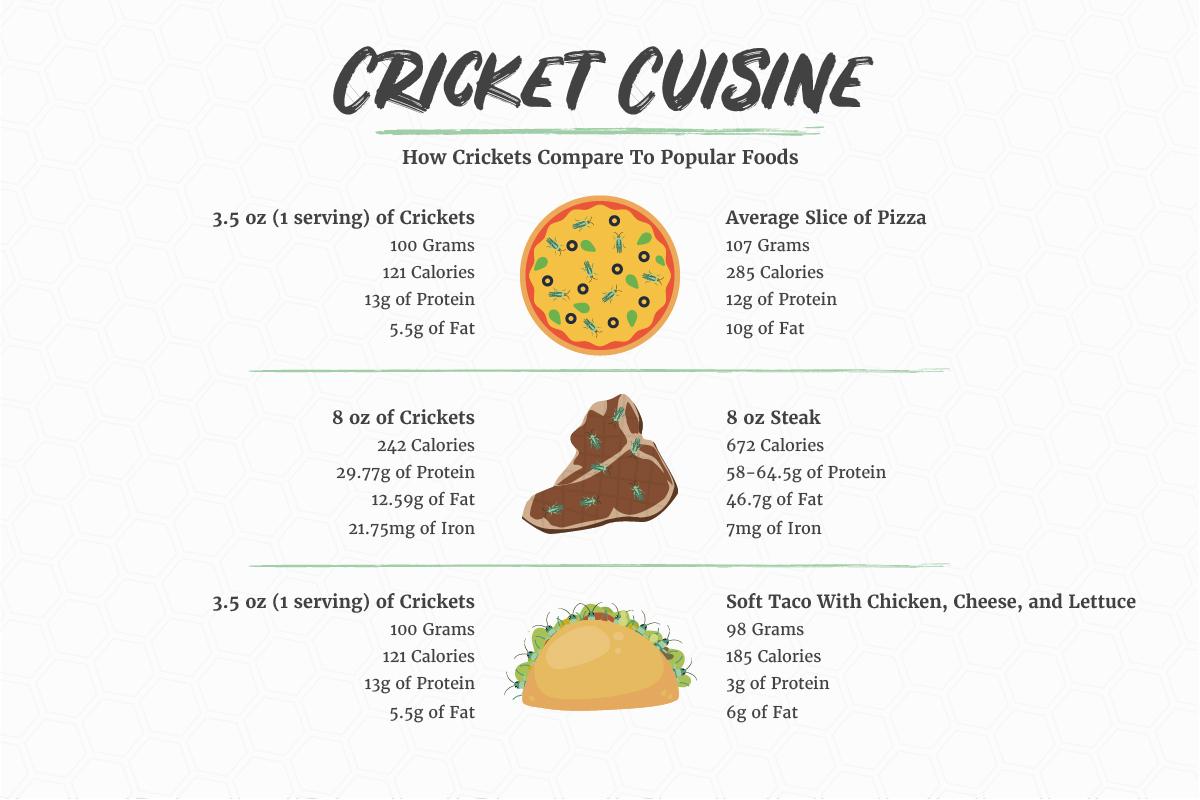 CRICKET CUISINE
How Crickets Compare To Popular Foods
3.5 oz (1 serving) of Crickets
100 Grams
121 Calories
13g of Protein
5.5g of Fat
Average Slice of Pizza
107 Grams
285 Calories
12g of Protein
10g of Fat
8 oz of Crickets
242 Calories
29.77g of Protein
12.59g of Fat
21.75mg of Iron
8 oz Steak
672 Calories
58-64.5g of Protein
46.7g of Fat
7mg of Iron
3.5 oz (1 serving) of Crickets
100 Grams
121 Calories
13g of Protein
5.5g of Fat
Soft Taco With Chicken, Cheese, and Lettuce
98 Grams
185 Calories
3g of Protein
6g of Fat